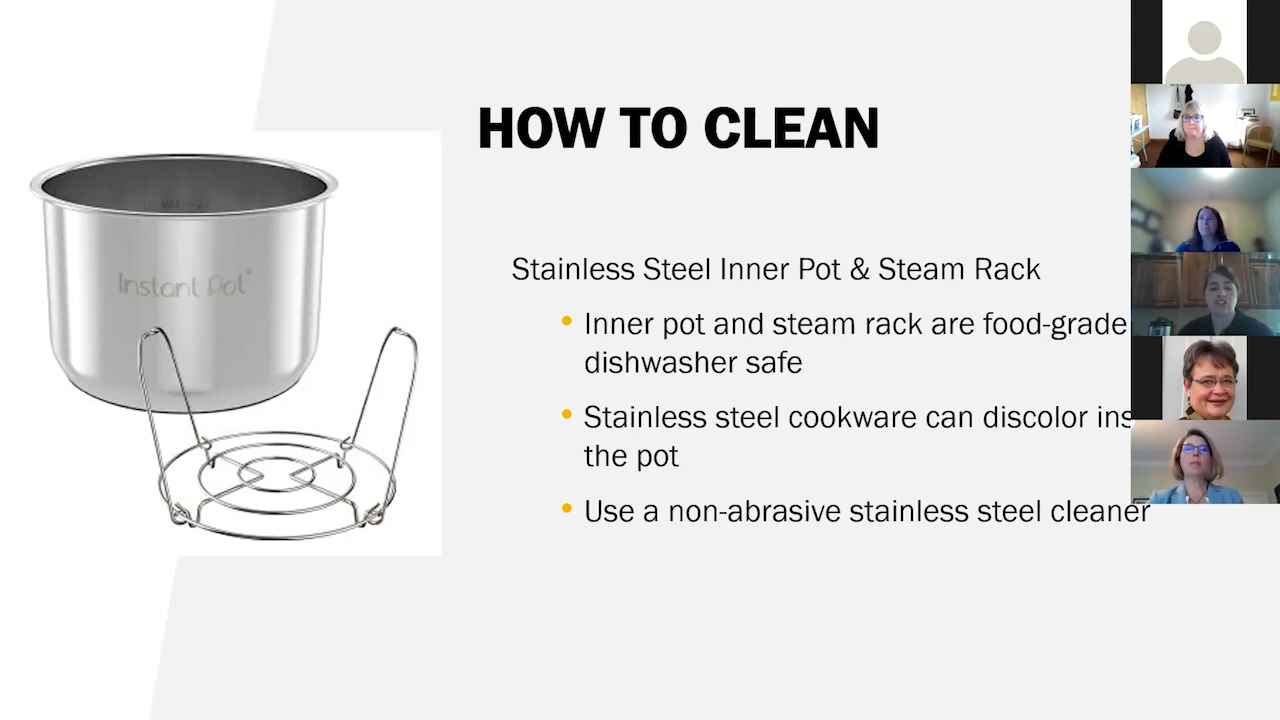 HOW TO CLEAN
Instant Pot
Stainless Steel Inner Pot & Steam Rack
Inner pot and steam rack are food-grade
dishwasher safe
Stainless steel cookware can discolor
the pot
Use a non-abrasive stainless steel cleaner